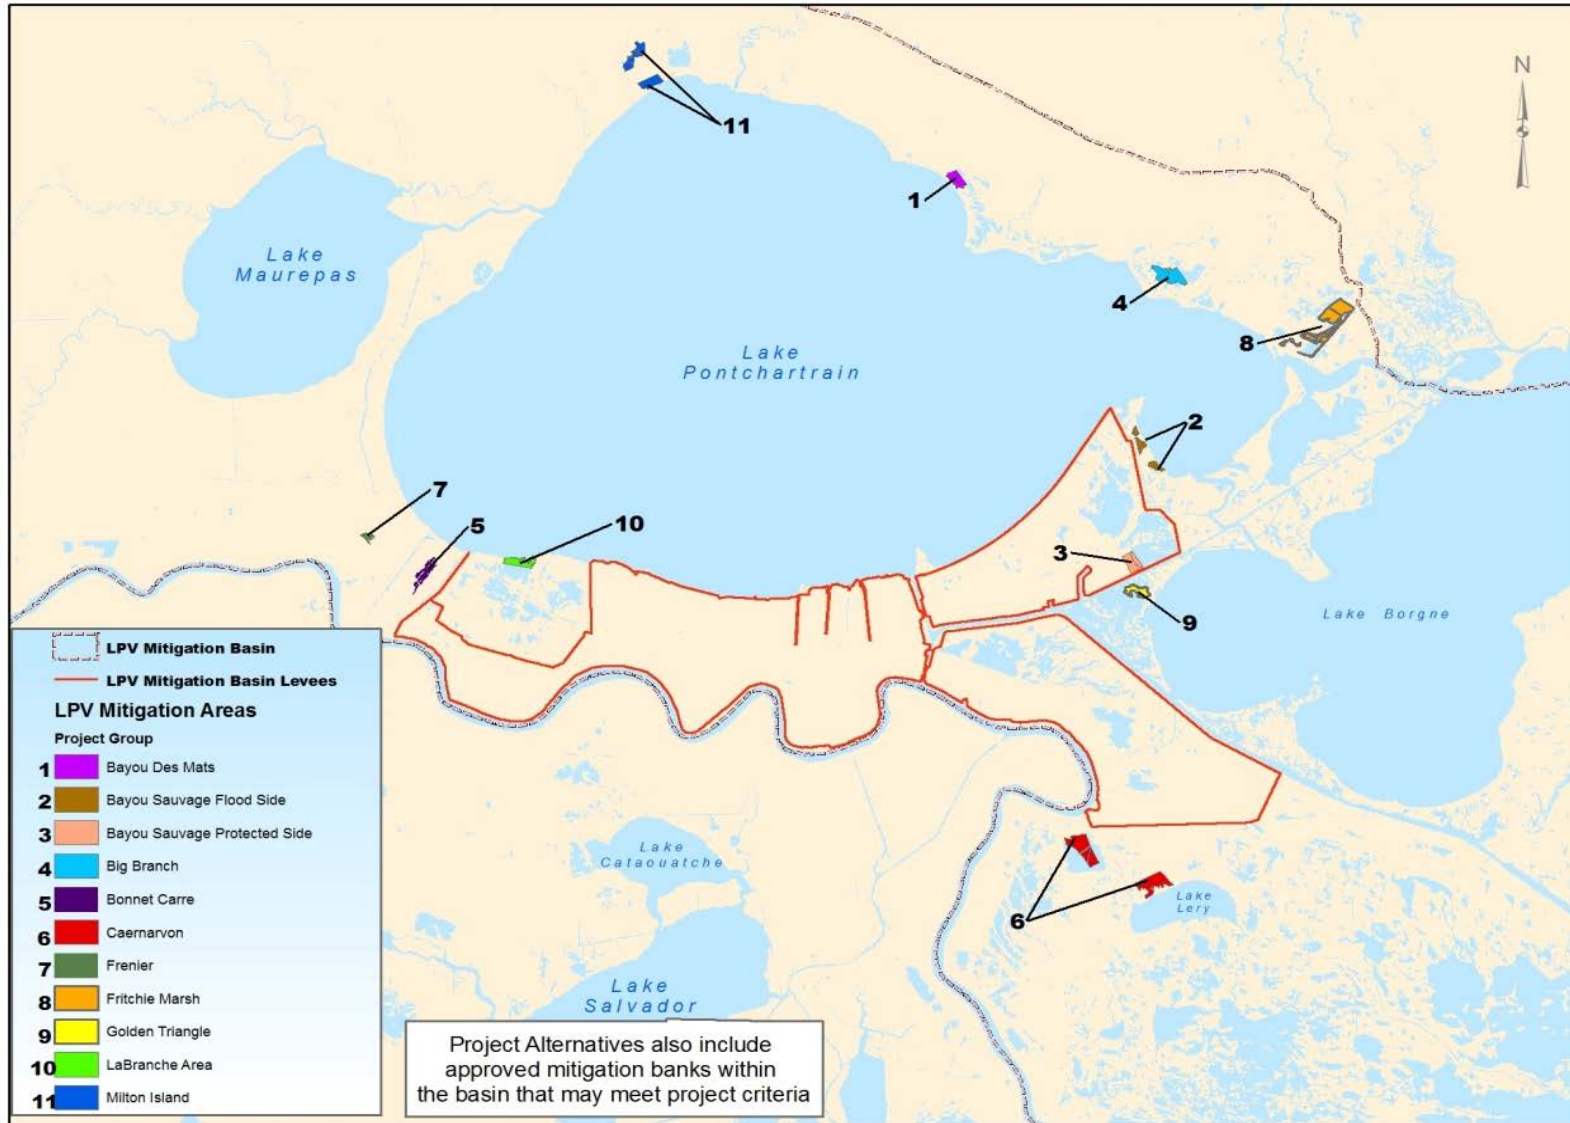 N
11
1
Lake
Maurepas
4
8
Lake
Pontchartrain
2
7
5
10
3
9
Lake Borgne
LPV Mitigation Basin
LPV Mitigation Basin Levees
LPV Mitigation Areas
Project Group
1 Bayou Des Mats
2 Bayou Sauvage Flood Side
3 Bayou Sauvage Protected Side
4 Big Branch
5 Bonnet Carre
6 Caernarvon
7 Frenier
8 Fritchie Marsh
9 Golden Triangle
10 LaBranche Area
11 Milton Island
Lake
Cataouatche
Lake
Lery
6
Lake
Salvador
Project Alternatives also include
approved mitigation banks within
the basin that may meet project criteria